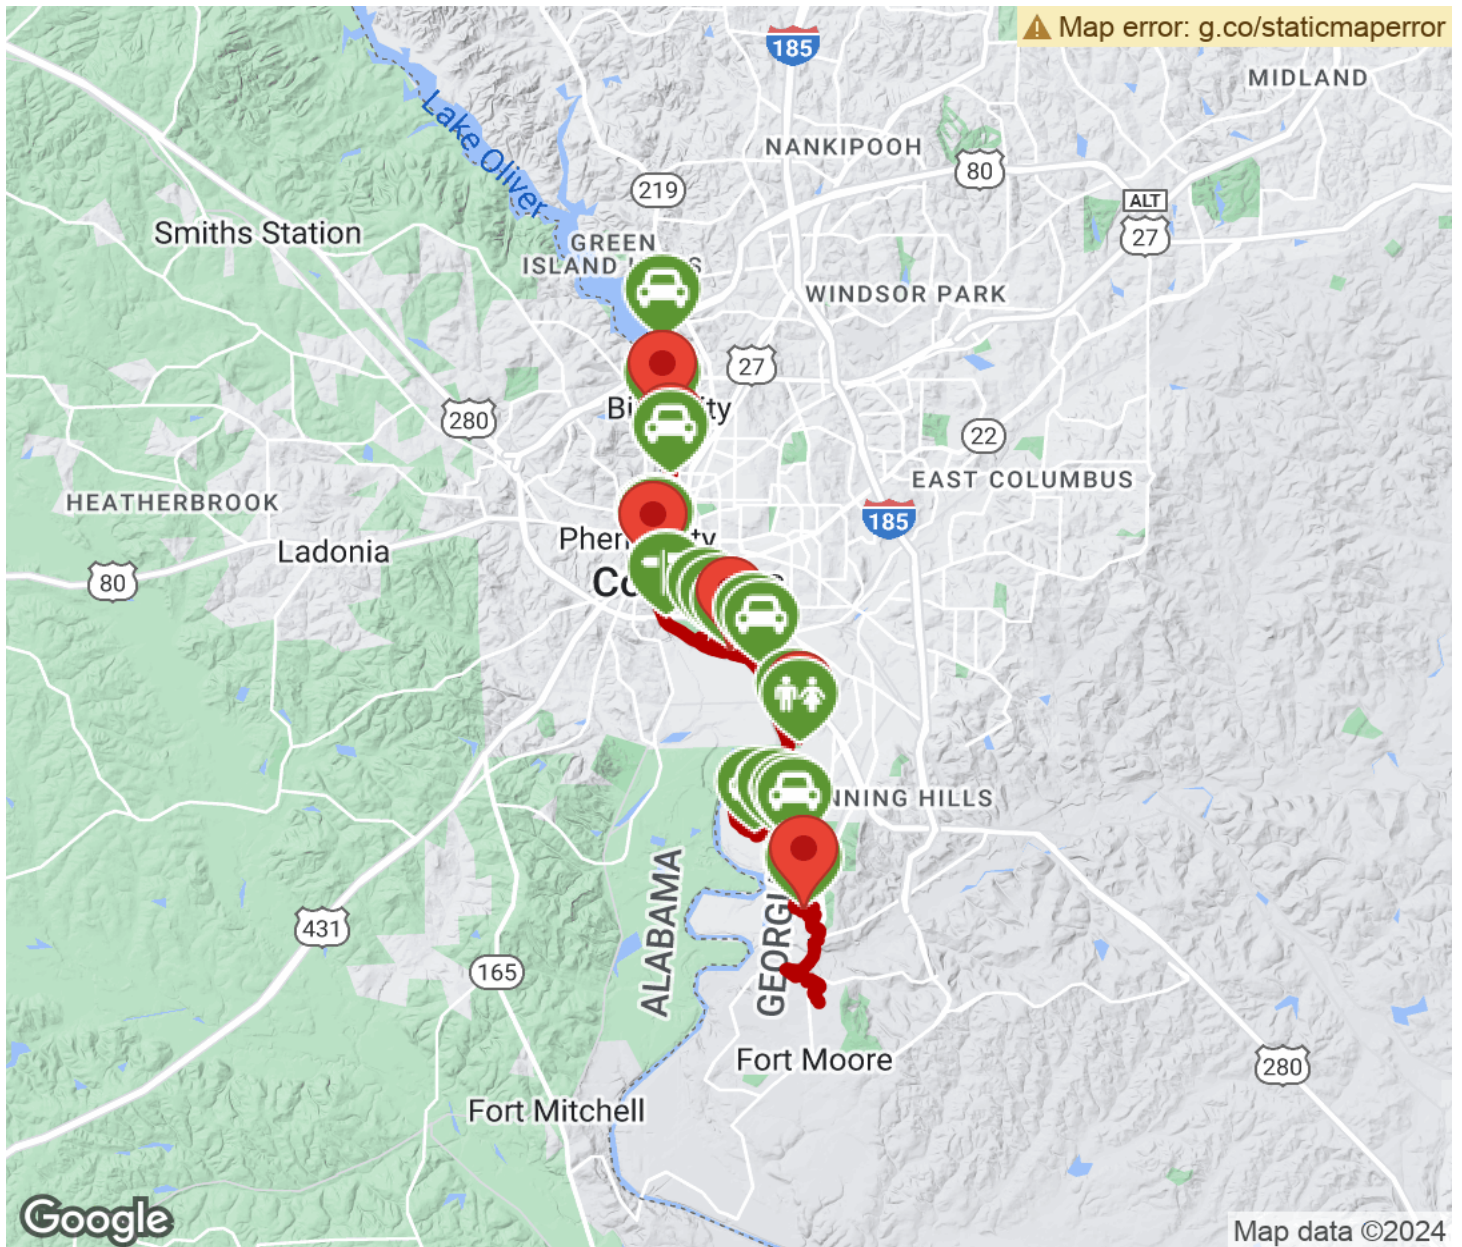 Map error: g.co/staticmaperror
185
MIDLAND
Lake Oliver
NANKIPOOH
80
219
ALT
27
Smiths Station
GREEN
ISLAND
WINDSOR PARK
27
280
22
EAST COLUMBUS
HEATHERBROOK
185
Ladonia
80
431
165
ALABAMA
Fort Moore
280
Fort Mitchell
Google
Map data ©2024